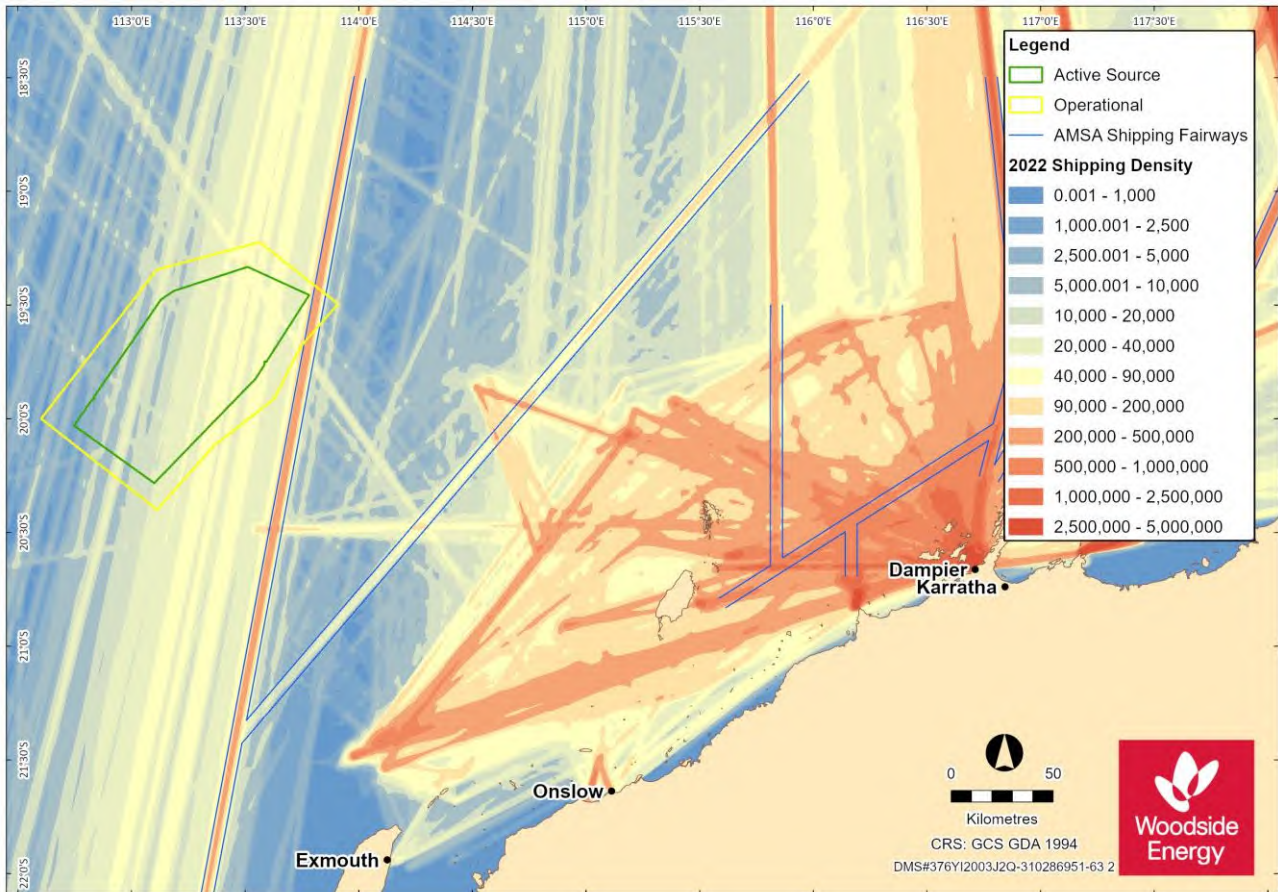 113°0'E 113°30'E 114°0'E 114°30'E 115°0'E 115°30'E 116°0'E 116°30'E 117°0'E 117°30'E
18°30'S
19°0'S
19°30'S
20°0'S
20°30'S
21°0'S
21°30'S
22°0'S
Legend
Active Source
Operational
AMSA Shipping Fairways
2022 Shipping Density
0.001 - 1,000
1,000.001 - 2,500
2,500.001 - 5,000
5,000.001 - 10,000
10,000 - 20,000
20,000 - 40,000
40,000 - 90,000
90,000 - 200,000
200,000 - 500,000
500,000 - 1,000,000
1,000,000 - 2,500,000
2,500,000 - 5,000,000
Dampier
Karratha
Onslow
Exmouth
0 50
Kilometres
CRS: GCS GDA 1994
DMS#376YI2003J2Q-310286951-63 2
Woodside
Energy